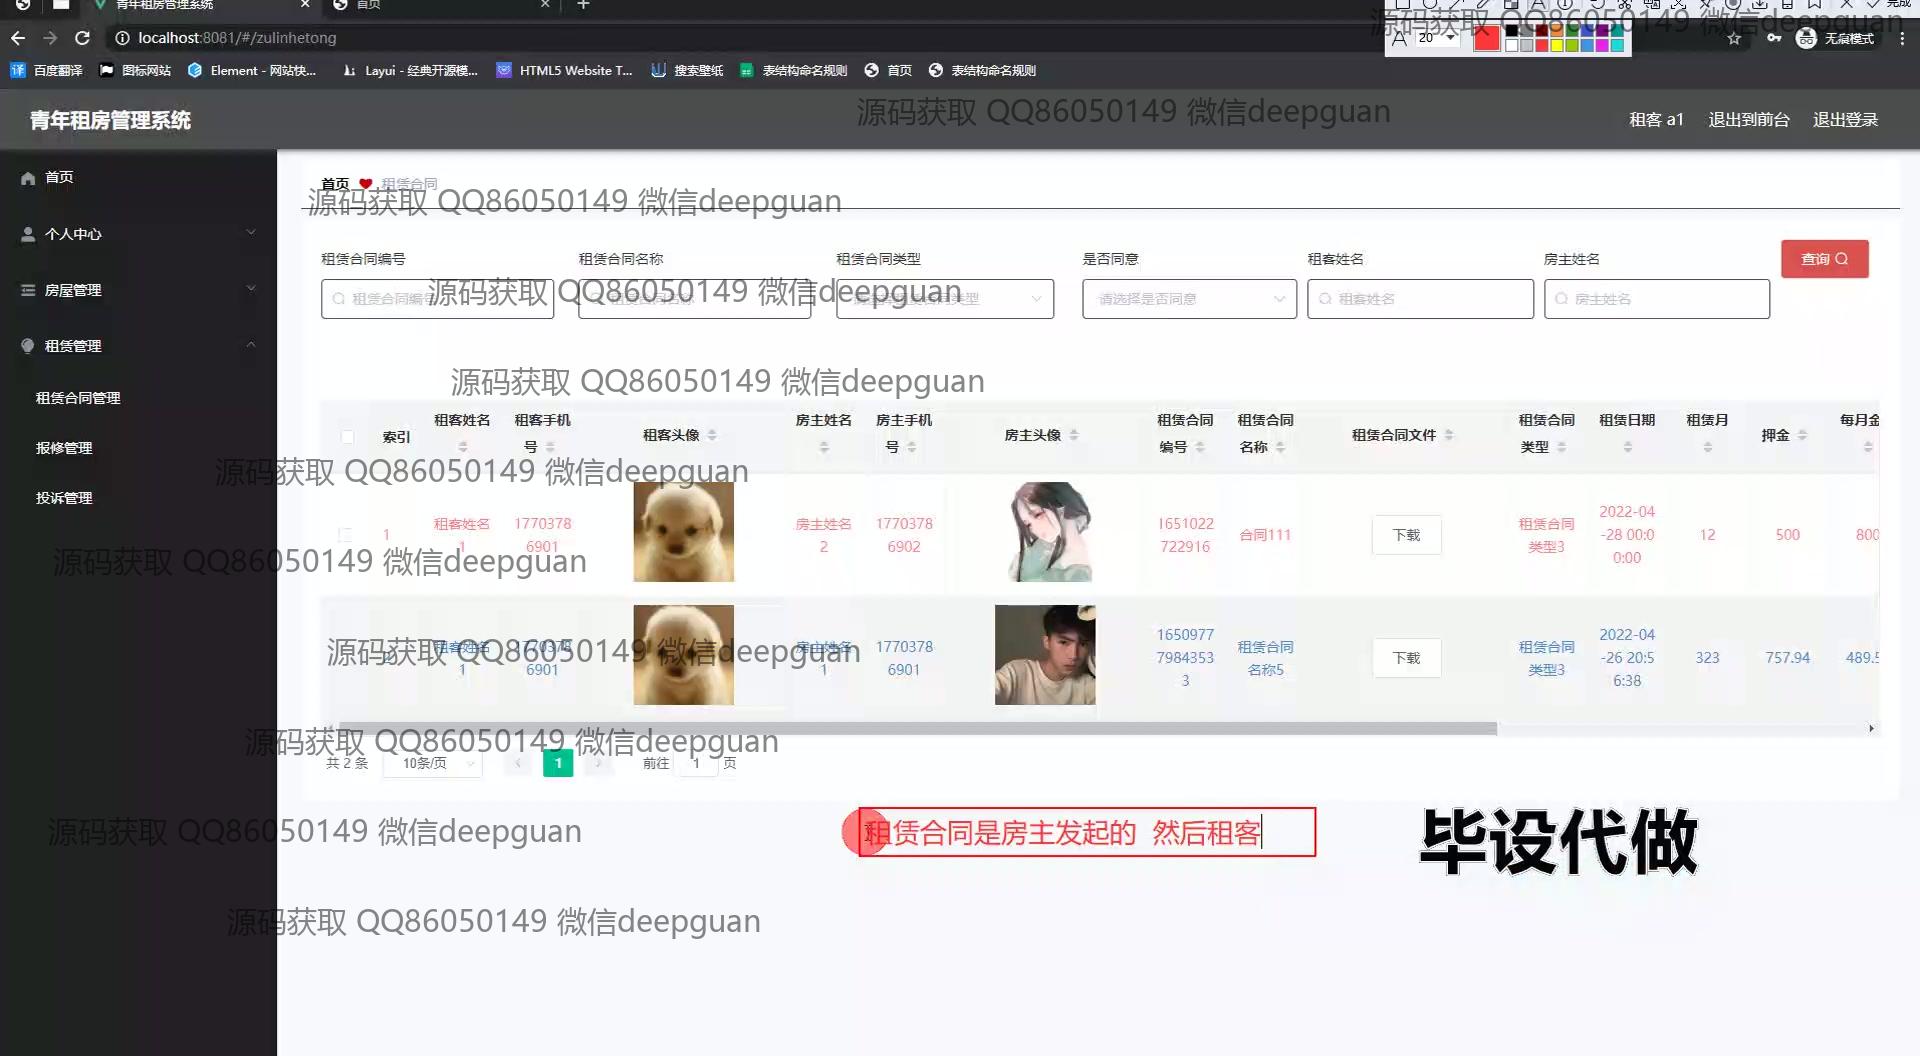 青年租房管理系统
首页
完成
localhost:8081/#/zulinhetong
20
无痕模式
百度翻译
图标网站
Element - 网站快...
Layui - 经典开源模...
HTML5 Website T...
搜索壁纸
表结构命名规则
首页
表结构命名规则
源码获取 QQ86050149 微信deepguan
源码获取 QQ86050149 微信deepguan
青年租房管理系统
租客 a1
退出到前台
退出登录
首页
个人中心
房屋管理
租赁管理
租赁合同管理
报修管理
投诉管理
首页
租赁合同
源码获取 QQ86050149 微信deepguan
租赁合同编号
租赁合同名称
租赁合同类型
是否同意
租客姓名
房主姓名
查询
租赁合同编号
请选择是否同意
租客姓名
房主姓名
源码获取 QQ86050149 微信deepguan
源码获取 QQ86050149 微信deepguan
索引
租客姓名
租客手机号
租客头像
房主姓名
房主手机号
房主头像
租赁合同编号
租赁合同名称
租赁合同文件
租赁合同类型
租赁日期
租赁月
押金
每月金
源码获取 QQ86050149 微信deepguan
1
租客姓名1
17703786901
房主姓名2
17703786902
1651022722916
合同111
下载
租赁合同类型3
2022-04-28 00:00:00
12
500
800
源码获取 QQ86050149 微信deepguan
2
租客姓名1
17703786901
房主姓名1
17703786901
16509777984353 3
租赁合同名称5
下载
租赁合同类型3
2022-04-26 20:56:38
323
757.94
489.5
源码获取 QQ86050149 微信deepguan
源码获取 QQ86050149 微信deepguan
共 2 条
10条/页
1
前往
1
页
源码获取 QQ86050149 微信deepguan
租赁合同是房主发起的 然后租客
毕设代做
源码获取 QQ86050149 微信deepguan